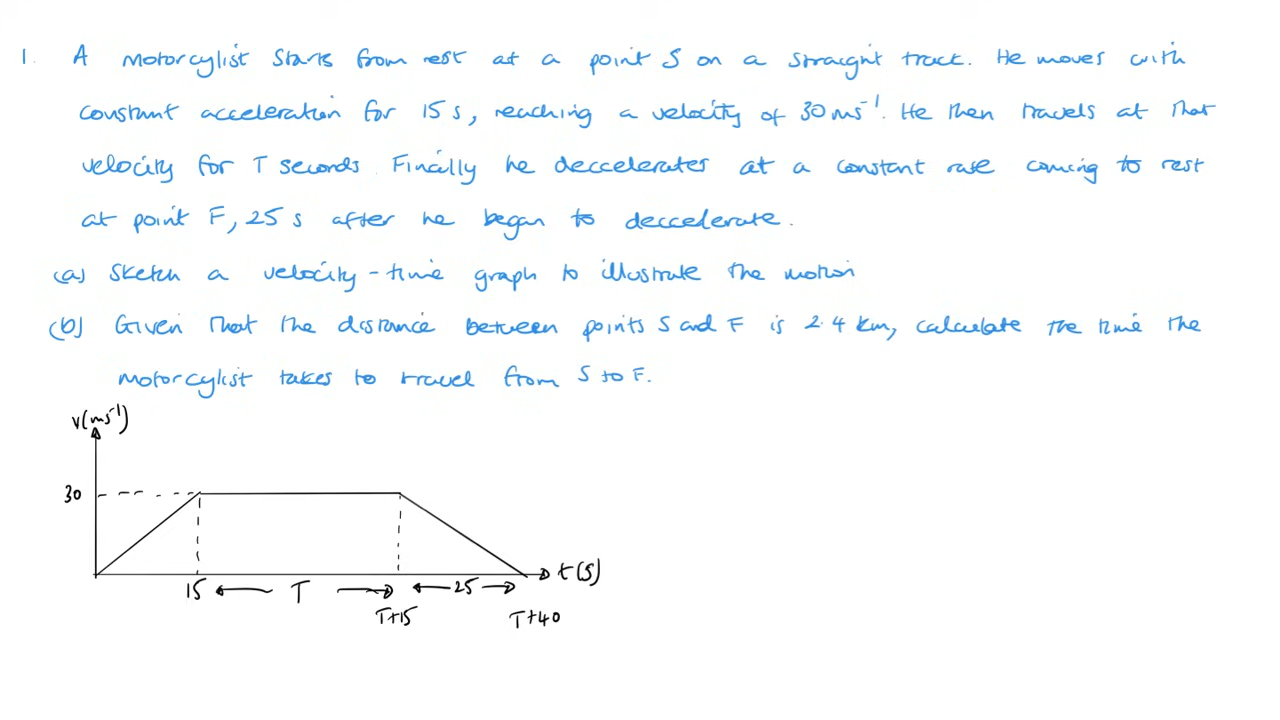 1. A motorcylist starts from rest at a point S on a straight track. He moves with
constant acceleration for 15 s, reaching a velocity of 30 ms⁻¹. He then travels at that
velocity for T seconds. Finally he deccelerates at a constant rate coming to rest
at point F, 25 s after he began to deccelerate.
(a) Sketch a velocity-time graph to illustrate the motion
(b) Given that the distance between points S and F is 2.4 km, calculate the time the
motorcylist takes to travel from S to F.
v(ms⁻¹)
30
t(s)
15 T 25
T+15 T+40